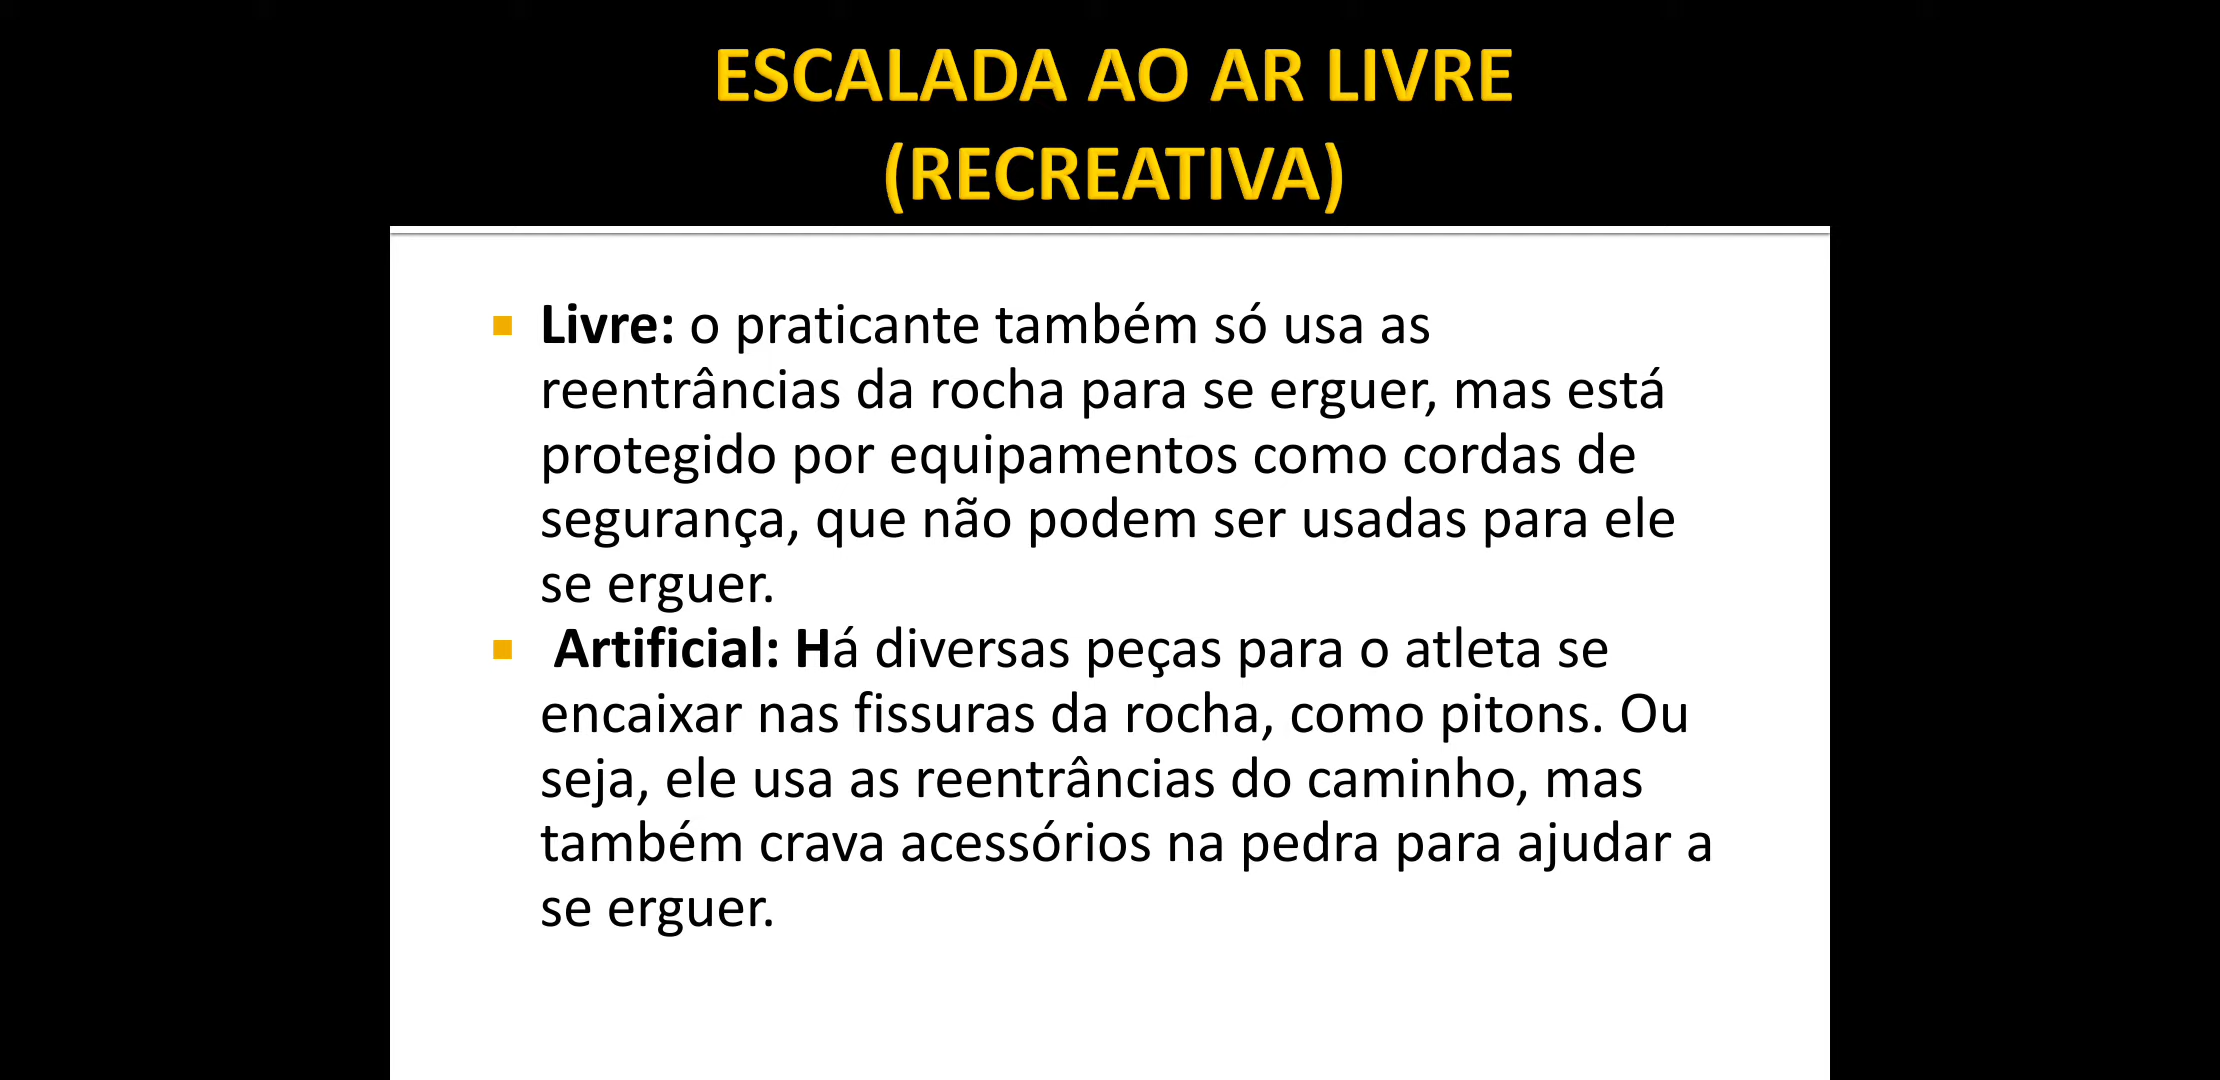 ESCALADA AO AR LIVRE
(RECREATIVA)
Livre: o praticante também só usa as
reentrâncias da rocha para se erguer, mas está
protegido por equipamentos como cordas de
segurança, que não podem ser usadas para ele
se erguer.
Artificial: Há diversas peças para o atleta se
encaixar nas fissuras da rocha, como pitons. Ou
seja, ele usa as reentrâncias do caminho, mas
também crava acessórios na pedra para ajudar a
se erguer.